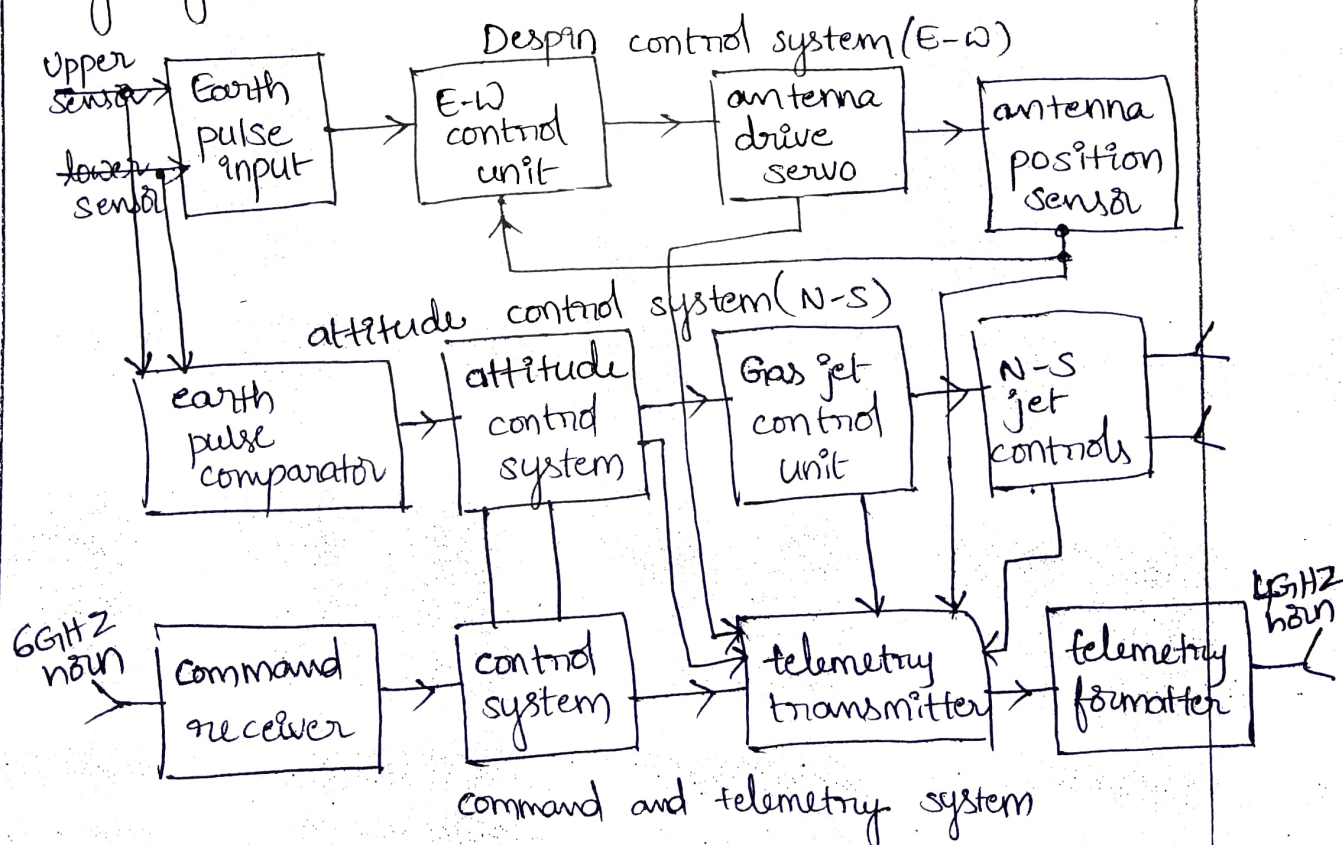 Despin control system (E-W)
Upper
sensor
Earth
pulse
input
lower
sensor
E-W
control
unit
antenna
drive
servo
antenna
position
sensor
attitude control system (N-S)
earth
pulse
comparator
attitude
control
system
Gas jet
control
unit
N-S
jet
controls
6GHZ
horn
command
receiver
control
system
telemetry
transmitter
telemetry
formatter
4GHZ
horn
command and telemetry system